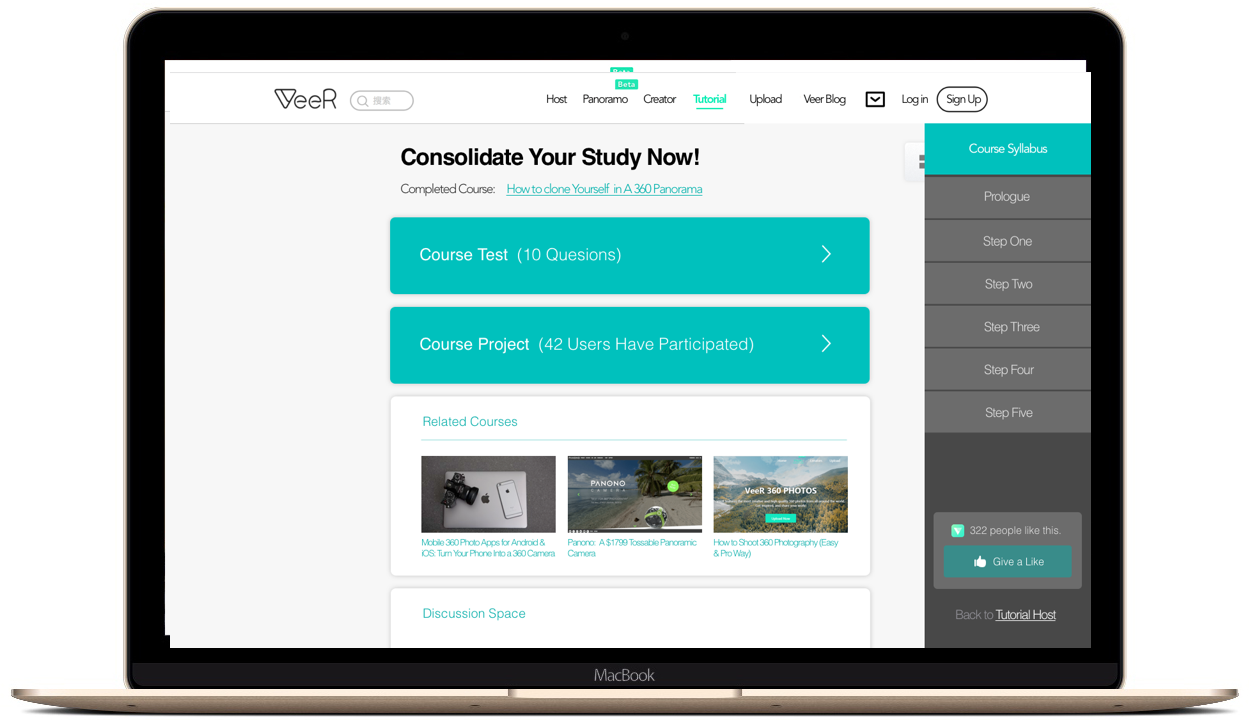 Beta
VeeR
搜索
Host Panoramo Creator Tutorial Upload Veer Blog Log in Sign Up
Consolidate Your Study Now!
Completed Course: How to clone Yourself in A 360 Panorama
Course Test (10 Quesions)
Course Project (42 Users Have Participated)
Related Courses
PANONO
CAMERA
VeeR 360 PHOTOS
Mobile 360 Photo Apps for Android &
iOS: Turn Your Phone Into a 360 Camera
Panono: A $1799 Tossable Panoramic
Camera
How to Shoot 360 Photography (Easy
& Pro Way)
Discussion Space
Course Syllabus
Prologue
Step One
Step Two
Step Three
Step Four
Step Five
322 people like this.
Give a Like
Back to Tutorial Host
MacBook